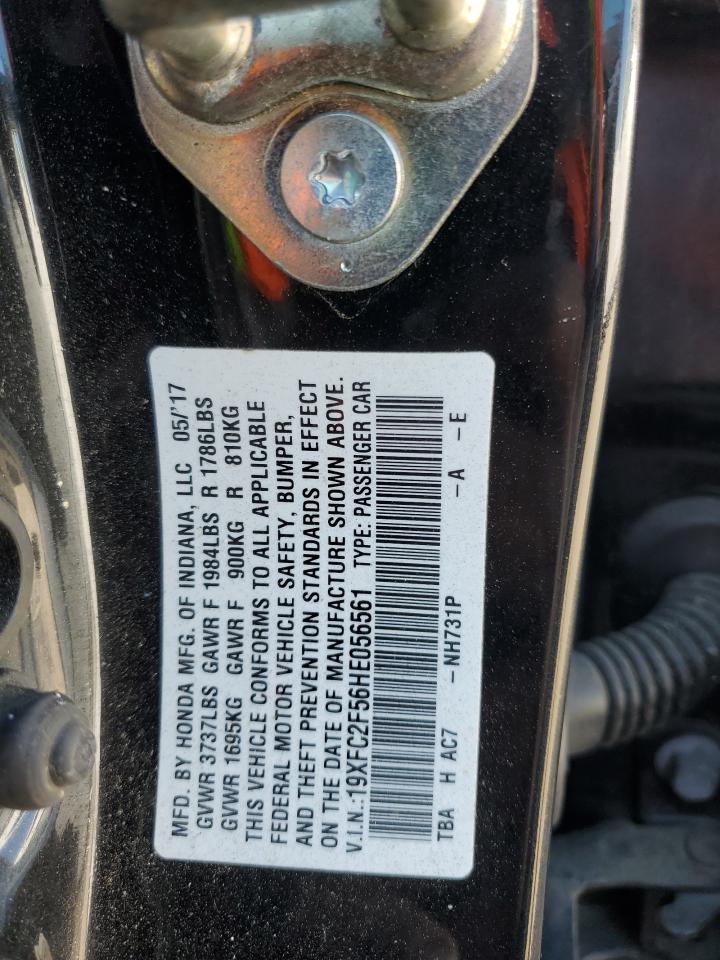 MFD. BY HONDA MFG. OF INDIANA, LLC 05/'17
GVWR 3737LBS GAWR F 1984LBS R 1786LBS
GVWR 1695KG GAWR F 900KG R 810KG
THIS VEHICLE CONFORMS TO ALL APPLICABLE
FEDERAL MOTOR VEHICLE SAFETY, BUMPER,
AND THEFT PREVENTION STANDARDS IN EFFECT
ON THE DATE OF MANUFACTURE SHOWN ABOVE.
V.I.N.:19XFC2F56HE056561 TYPE: PASSENGER CAR
TBA H AC7 -NH731P -A -E